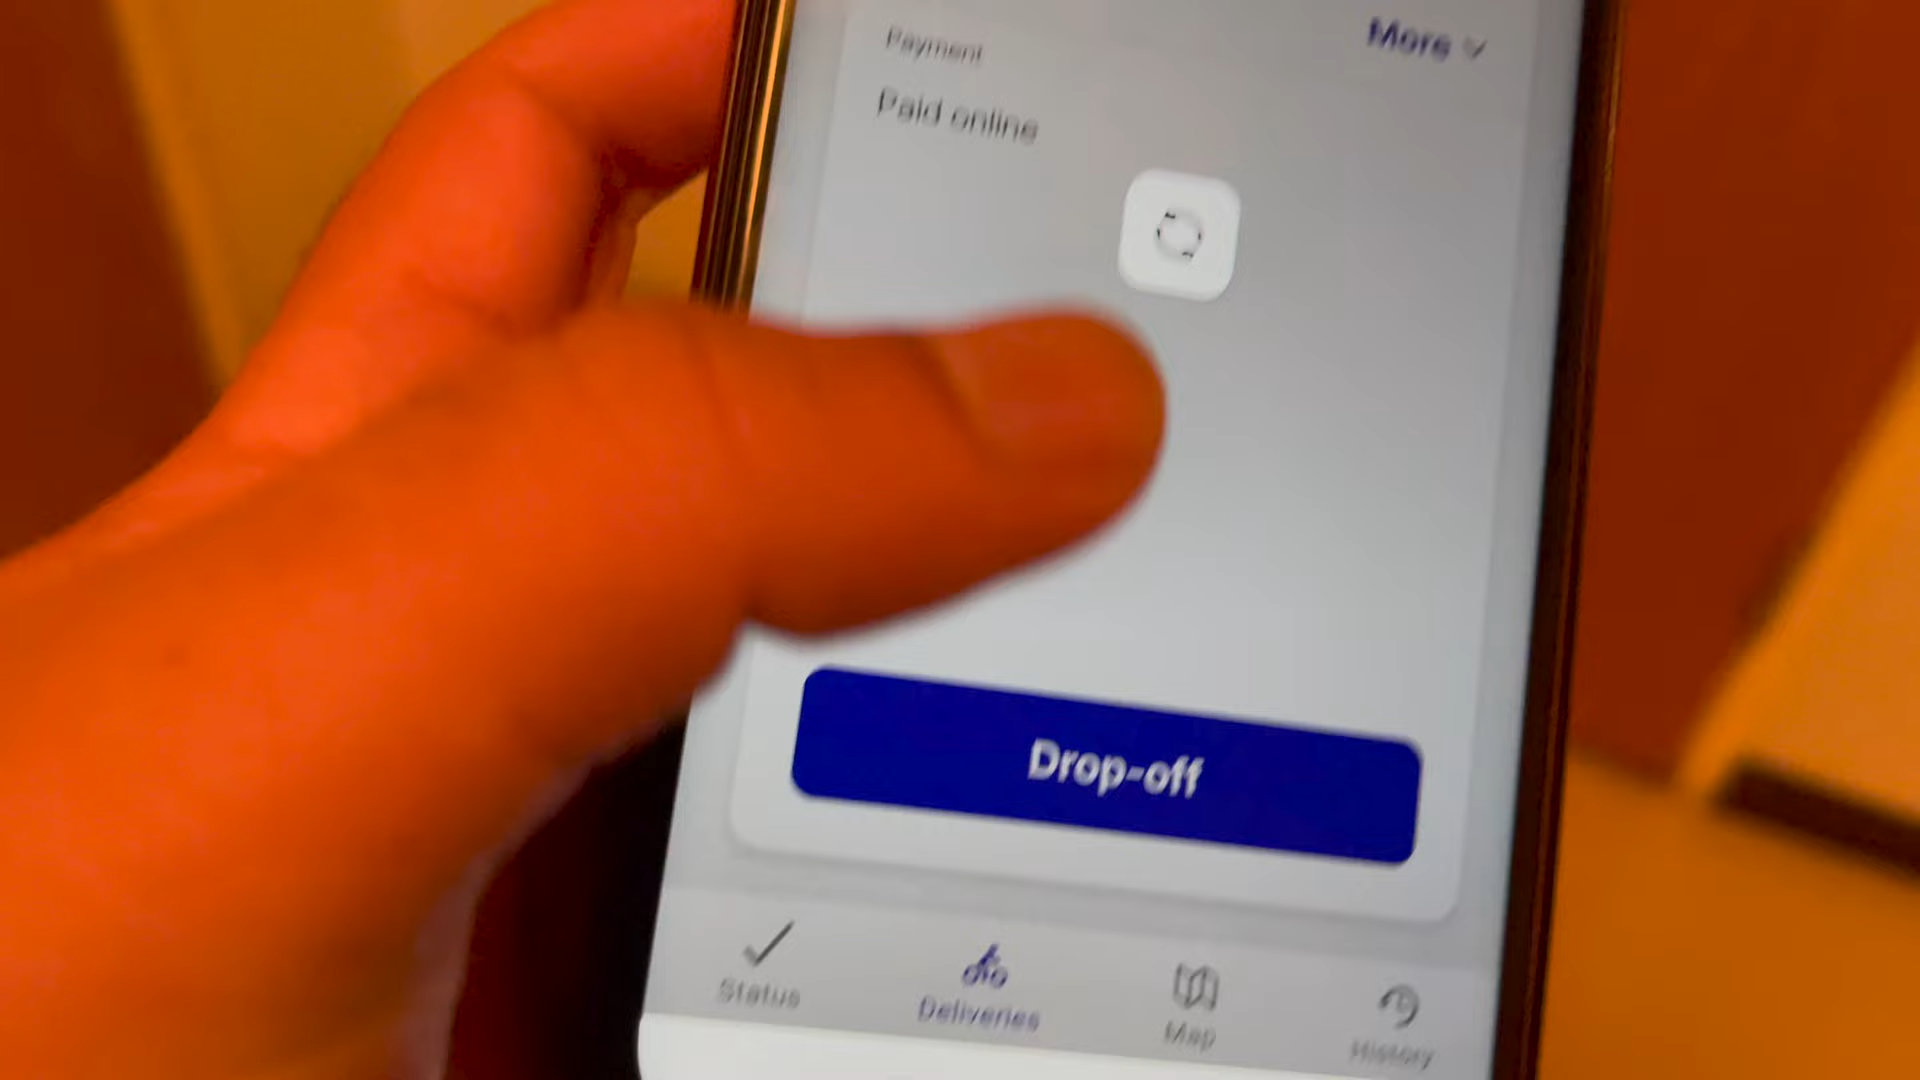 More
Payment
Paid online
Drop-off
Status
Deliveries
Map
History